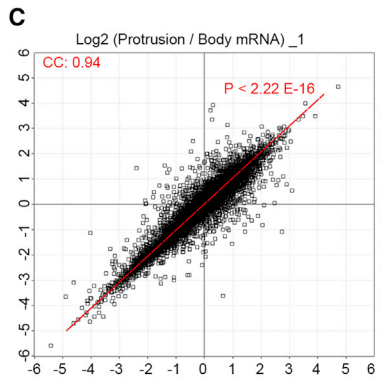 C
Log2 (Protrusion / Body mRNA) _1
CC: 0.94
P < 2.22 E-16
6
5
4
3
2
1
0
-1
-2
-3
-4
-5
-6
-6 -5 -4 -3 -2 -1 0 1 2 3 4 5 6